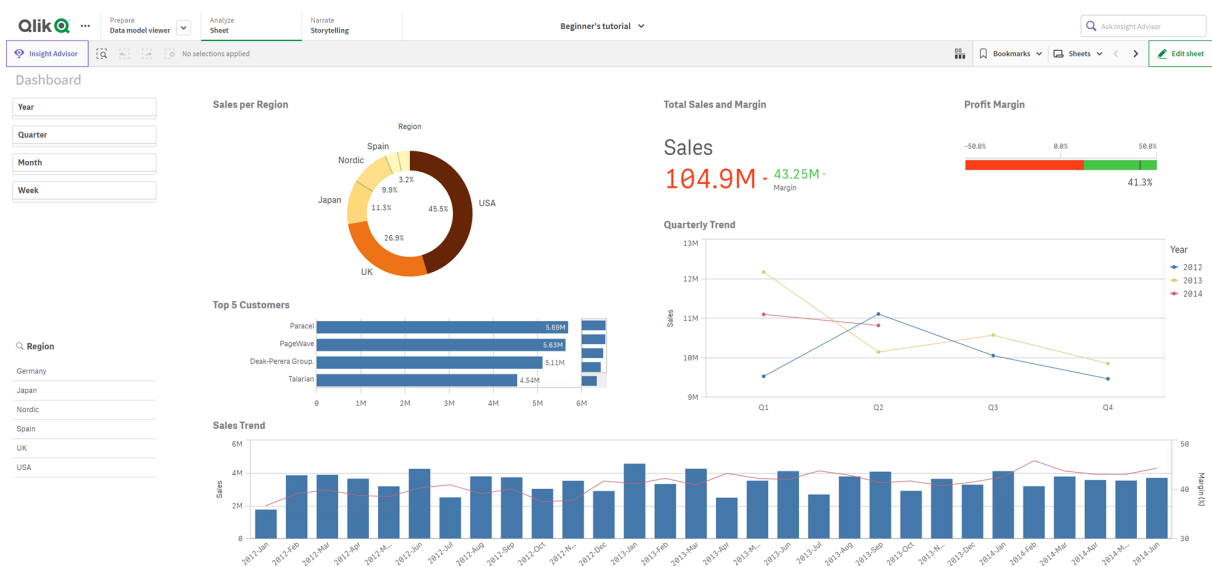 Qlik
Prepare
Data model viewer
Analyze
Sheet
Narrate
Storytelling
Beginner's tutorial
Ask Insight Advisor
Insight Advisor
No selections applied
Bookmarks
Sheets
Edit sheet
Dashboard
Year
Quarter
Month
Week
Region
Germany
Japan
Nordic
Spain
UK
USA
Sales per Region
Region
Spain
Nordic
Japan
UK
USA
3.2%
9.9%
11.3%
26.9%
45.5%
Total Sales and Margin
Sales
104.9M
43.25M
Margin
Profit Margin
-50.0% 0.0% 50.0%
41.3%
Top 5 Customers
Paracel 5.69M
PageWave 5.63M
Deak-Perera Group. 5.11M
Talarian 4.54M
0 1M 2M 3M 4M 5M 6M
Quarterly Trend
13M
12M
11M
10M
9M
Sales
Q1 Q2 Q3 Q4
Year
2012
2013
2014
Sales Trend
6M
4M
2M
0
Sales
50
40
30
Margin (%)
2012-Jan 2012-Feb 2012-Mar 2012-Apr 2012-M... 2012-Jun 2012-Jul 2012-Aug 2012-Sep 2012-Oct 2012-N... 2012-Dec 2013-Jan 2013-Feb 2013-Mar 2013-Apr 2013-M... 2013-Jun 2013-Jul 2013-Aug 2013-Sep 2013-Oct 2013-N... 2013-Dec 2014-Jan 2014-Feb 2014-Mar 2014-Apr 2014-M... 2014-Jun